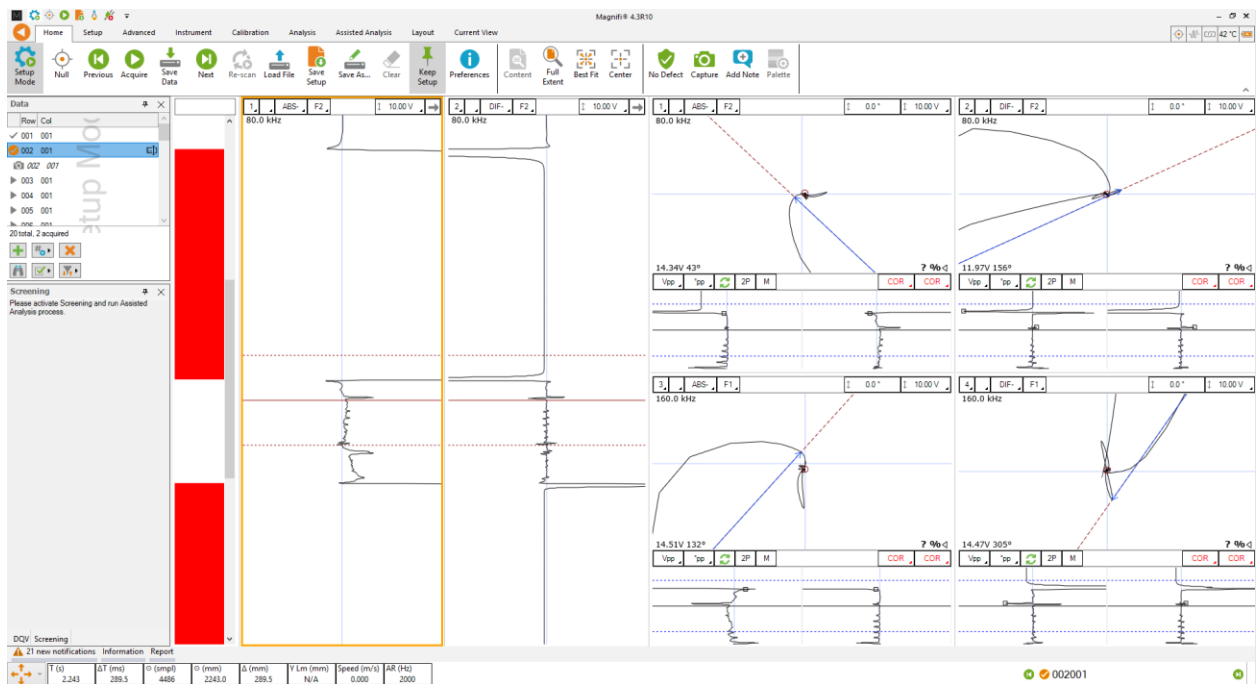 Magnifi® 4.3R10
Home Setup Advanced Instrument Calibration Analysis Assisted Analysis Layout Current View
42 °C
Setup Mode
Null
Previous
Acquire
Save Data
Next
Re-scan
Load File
Save Setup
Save As...
Clear
Keep Setup
Preferences
Content
Full Extent
Best Fit
Center
No Defect
Capture
Add Note
Palette
Data
Row Col
001 001
002 001
002 001
003 001
004 001
005 001
006 001
etup Mo
20 total, 2 acquired
Screening
Please activate Screening and run Assisted
Analysis process.
DQV Screening
1 ABS- F2 10.00 V
80.0 kHz
2 DIF- F2 10.00 V
80.0 kHz
1 ABS- F2 0.0 ° 10.00 V
80.0 kHz
14.34V 43° ? %
Vpp °pp 2P M COR COR
2 DIF- F2 0.0 ° 10.00 V
80.0 kHz
11.97V 156° ? %
Vpp °pp 2P M COR COR
3 ABS- F1 0.0 ° 10.00 V
160.0 kHz
14.51V 132° ? %
Vpp °pp 2P M COR COR
4 DIF- F1 0.0 ° 10.00 V
160.0 kHz
14.47V 305° ? %
Vpp °pp 2P M COR COR
21 new notifications Information Report
T (s) ΔT (ms) ⊙ (smpl) ⊙ (mm) Δ (mm) Y Lm (mm) Speed (m/s) AR (Hz)
2.243 289.5 4486 2243.0 289.5 N/A 0.000 2000
002001